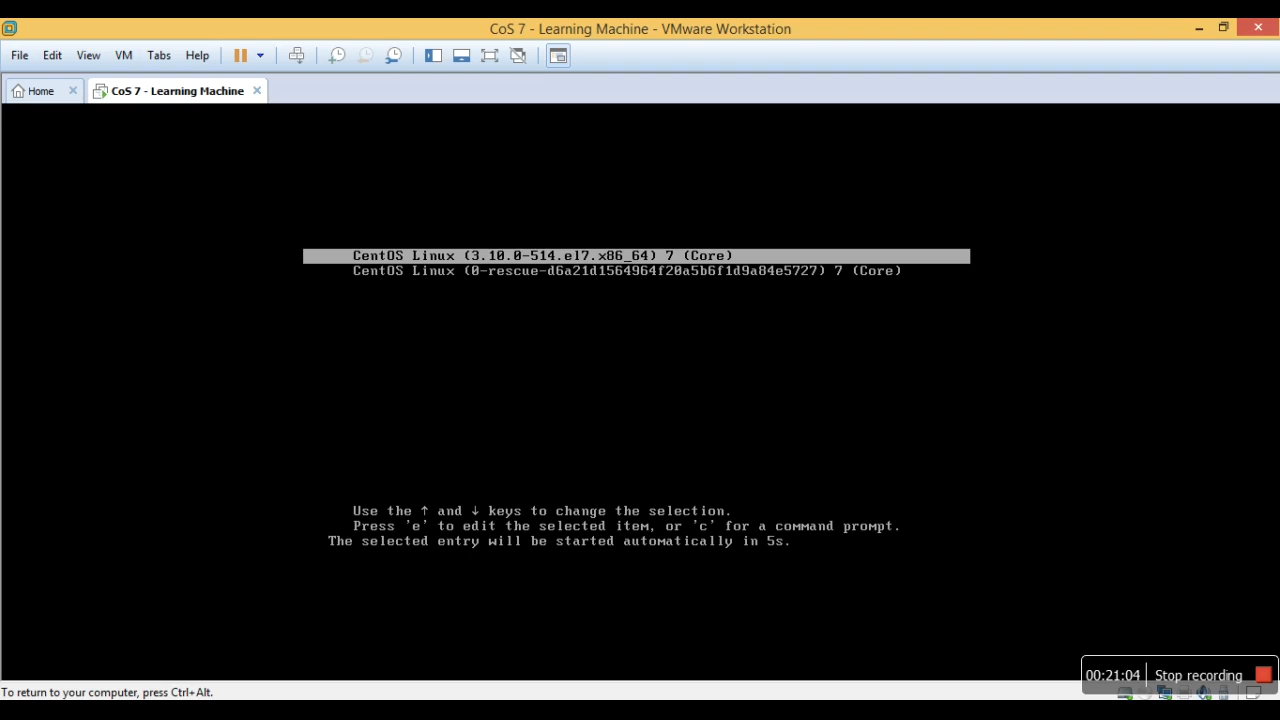 CoS 7 - Learning Machine - VMware Workstation
File Edit View VM Tabs Help
Home CoS 7 - Learning Machine
CentOS Linux (3.10.0-514.el7.x86_64) 7 (Core)
CentOS Linux (0-rescue-d6a21d1564964f20a5b6f1d9a84e5727) 7 (Core)
Use the ↑ and ↓ keys to change the selection.
Press 'e' to edit the selected item, or 'c' for a command prompt.
The selected entry will be started automatically in 5s.
00:21:04 Stop recording
To return to your computer, press Ctrl+Alt.